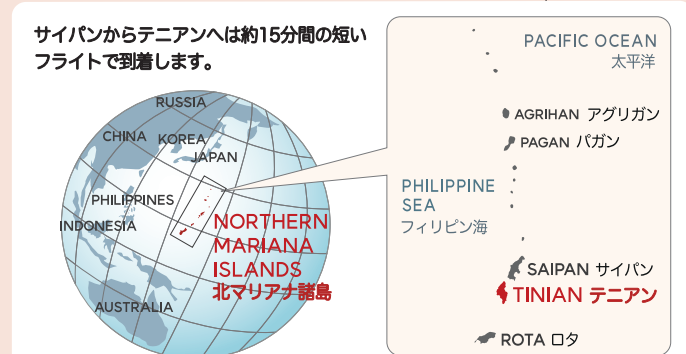 サイパンからテニアンへは約15分間の短い
フライトで到着します。
RUSSIA
CHINA
KOREA
JAPAN
PHILIPPINES
INDONESIA
NORTHERN
MARIANA
ISLANDS
北マリアナ諸島
AUSTRALIA
PACIFIC OCEAN
太平洋
AGRIHAN アグリガン
PAGAN パガン
PHILIPPINE
SEA
フィリピン海
SAIPAN サイパン
TINIAN テニアン
ROTA ロタ